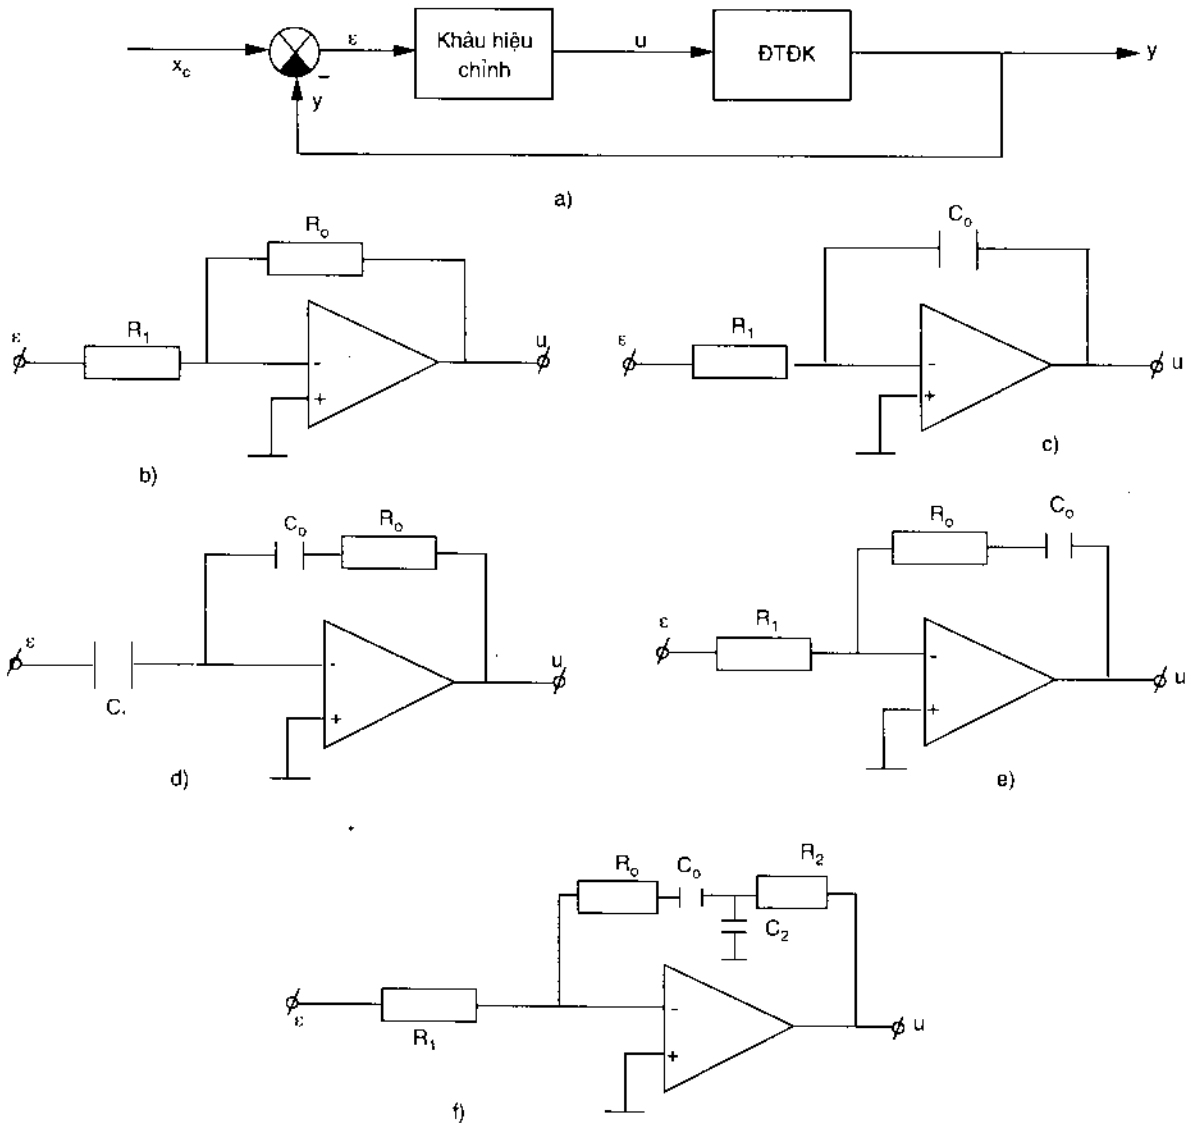 x_c
ε
Khâu hiệu
chỉnh
u
ĐTĐK
y
−
y
a)
R_o
R_1
ε
u
-
+
b)
C_o
R_1
ε
u
-
+
c)
C_o
R_o
ε
C
u
-
+
d)
R_o
C_o
ε
R_1
u
-
+
e)
R_o
C_o
R_2
C_2
ε
R_1
u
-
+
f)